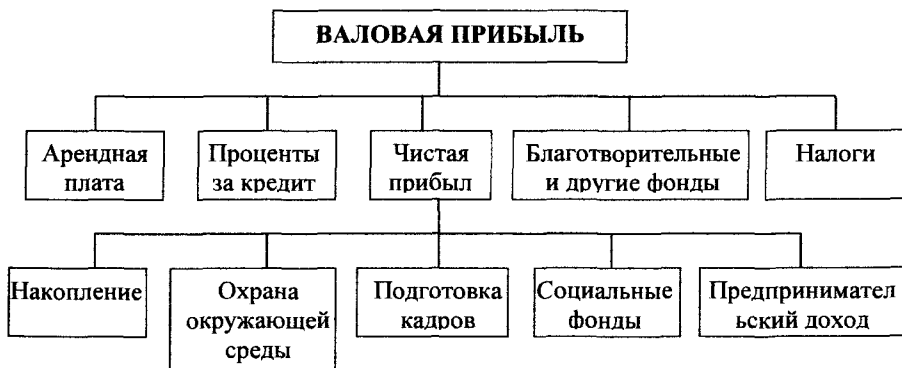 ВАЛОВАЯ ПРИБЫЛЬ
Арендная
плата
Проценты
за кредит
Чистая
прибыл
Благотворительные
и другие фонды
Налоги
Накопление
Охрана
окружающей
среды
Подготовка
кадров
Социальные
фонды
Предпринимател
ьский доход